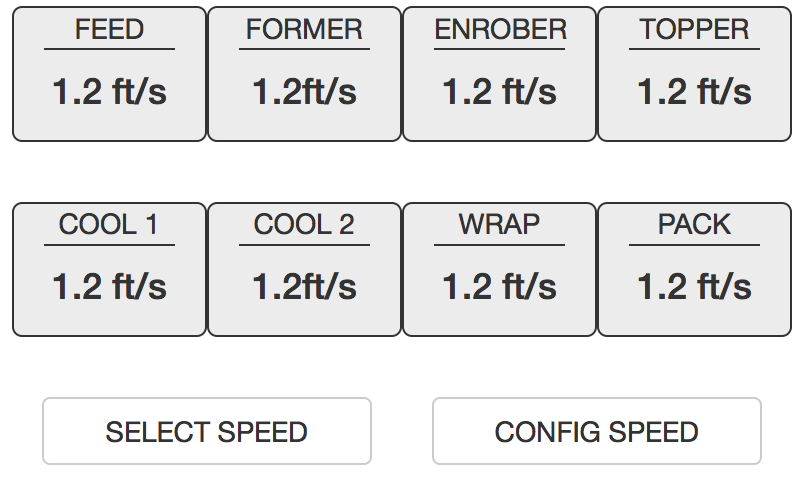 FEED FORMER ENROBER TOPPER
1.2 ft/s 1.2ft/s 1.2 ft/s 1.2 ft/s
COOL 1 COOL 2 WRAP PACK
1.2 ft/s 1.2ft/s 1.2 ft/s 1.2 ft/s
SELECT SPEED CONFIG SPEED